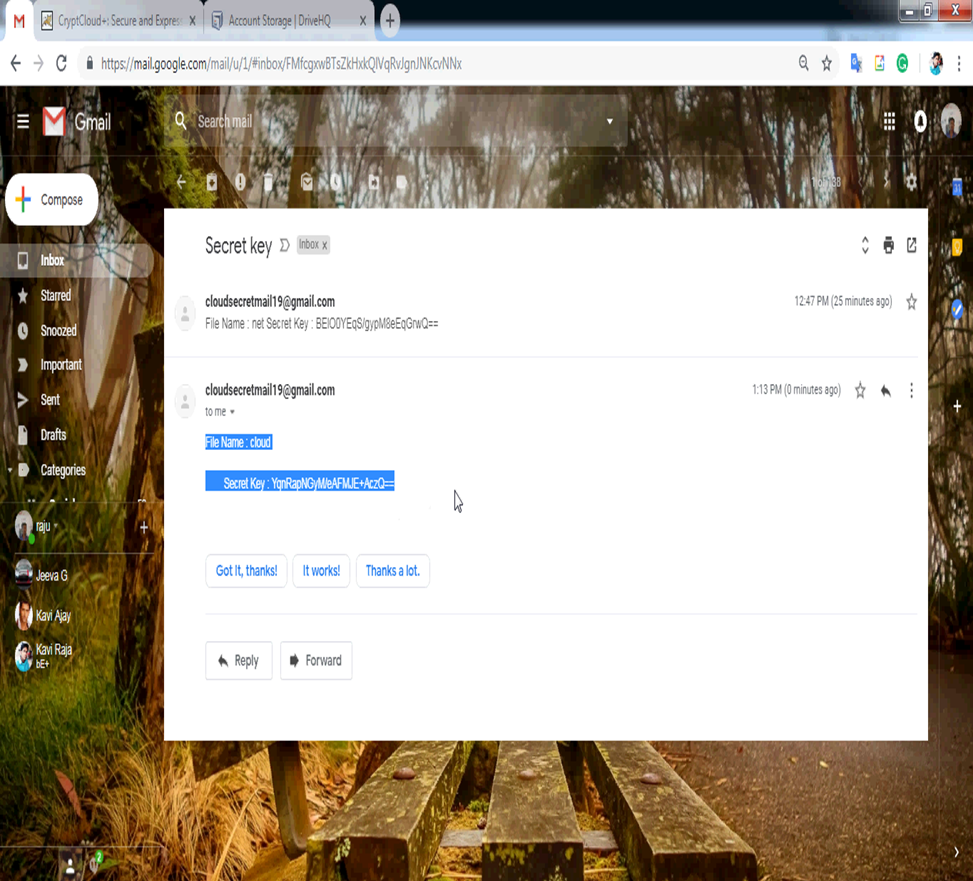 CryptCloud+: Secure and Expres
Account Storage | DriveHQ
https://mail.google.com/mail/u/1/#inbox/FMfcgxwBTsZkHxkQlVqRvJgnJNKcvNNx
Gmail
Search mail
Compose
Inbox
Starred
Snoozed
Important
Sent
Drafts
Categories
raju
Jeeva G
Kavi Ajay
Kavi Raja
bE+
2
31
Secret key
Inbox x
cloudsecretmail19@gmail.com
12:47 PM (25 minutes ago)
File Name : net Secret Key : BEIO0YEqS/gypM8eEqGrwQ==
cloudsecretmail19@gmail.com
1:13 PM (0 minutes ago)
to me
File Name : cloud
Secret Key : YqnRapNGyM/eAFMJE+AczQ==
Got It, thanks!
It works!
Thanks a lot.
Reply
Forward